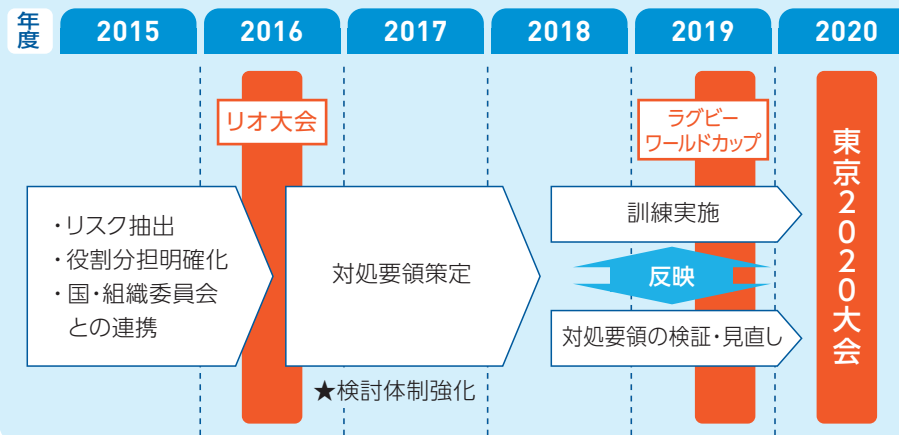 年度
2015
2016
2017
2018
2019
2020
リオ大会
ラグビー
ワールドカップ
東京2020大会
・リスク抽出
・役割分担明確化
・国・組織委員会
との連携
対処要領策定
★検討体制強化
訓練実施
反映
対処要領の検証・見直し